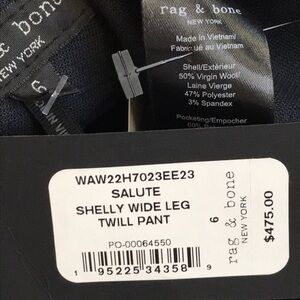 rag & bone
NEW YORK
6
rag & bone
NEW YORK
Made in Vietnam/
Fabriqué au Vietnam
Shell/Extérieur
50% Virgin Wool/
Laine Vierge
47% Polyester
3% Spandex
Pocketing/Empocher
WAW22H7023EE23
SALUTE
SHELLY WIDE LEG
TWILL PANT
PO-00064550
1 95225 34358 9
6
rag & bone
NEW YORK
$475.00